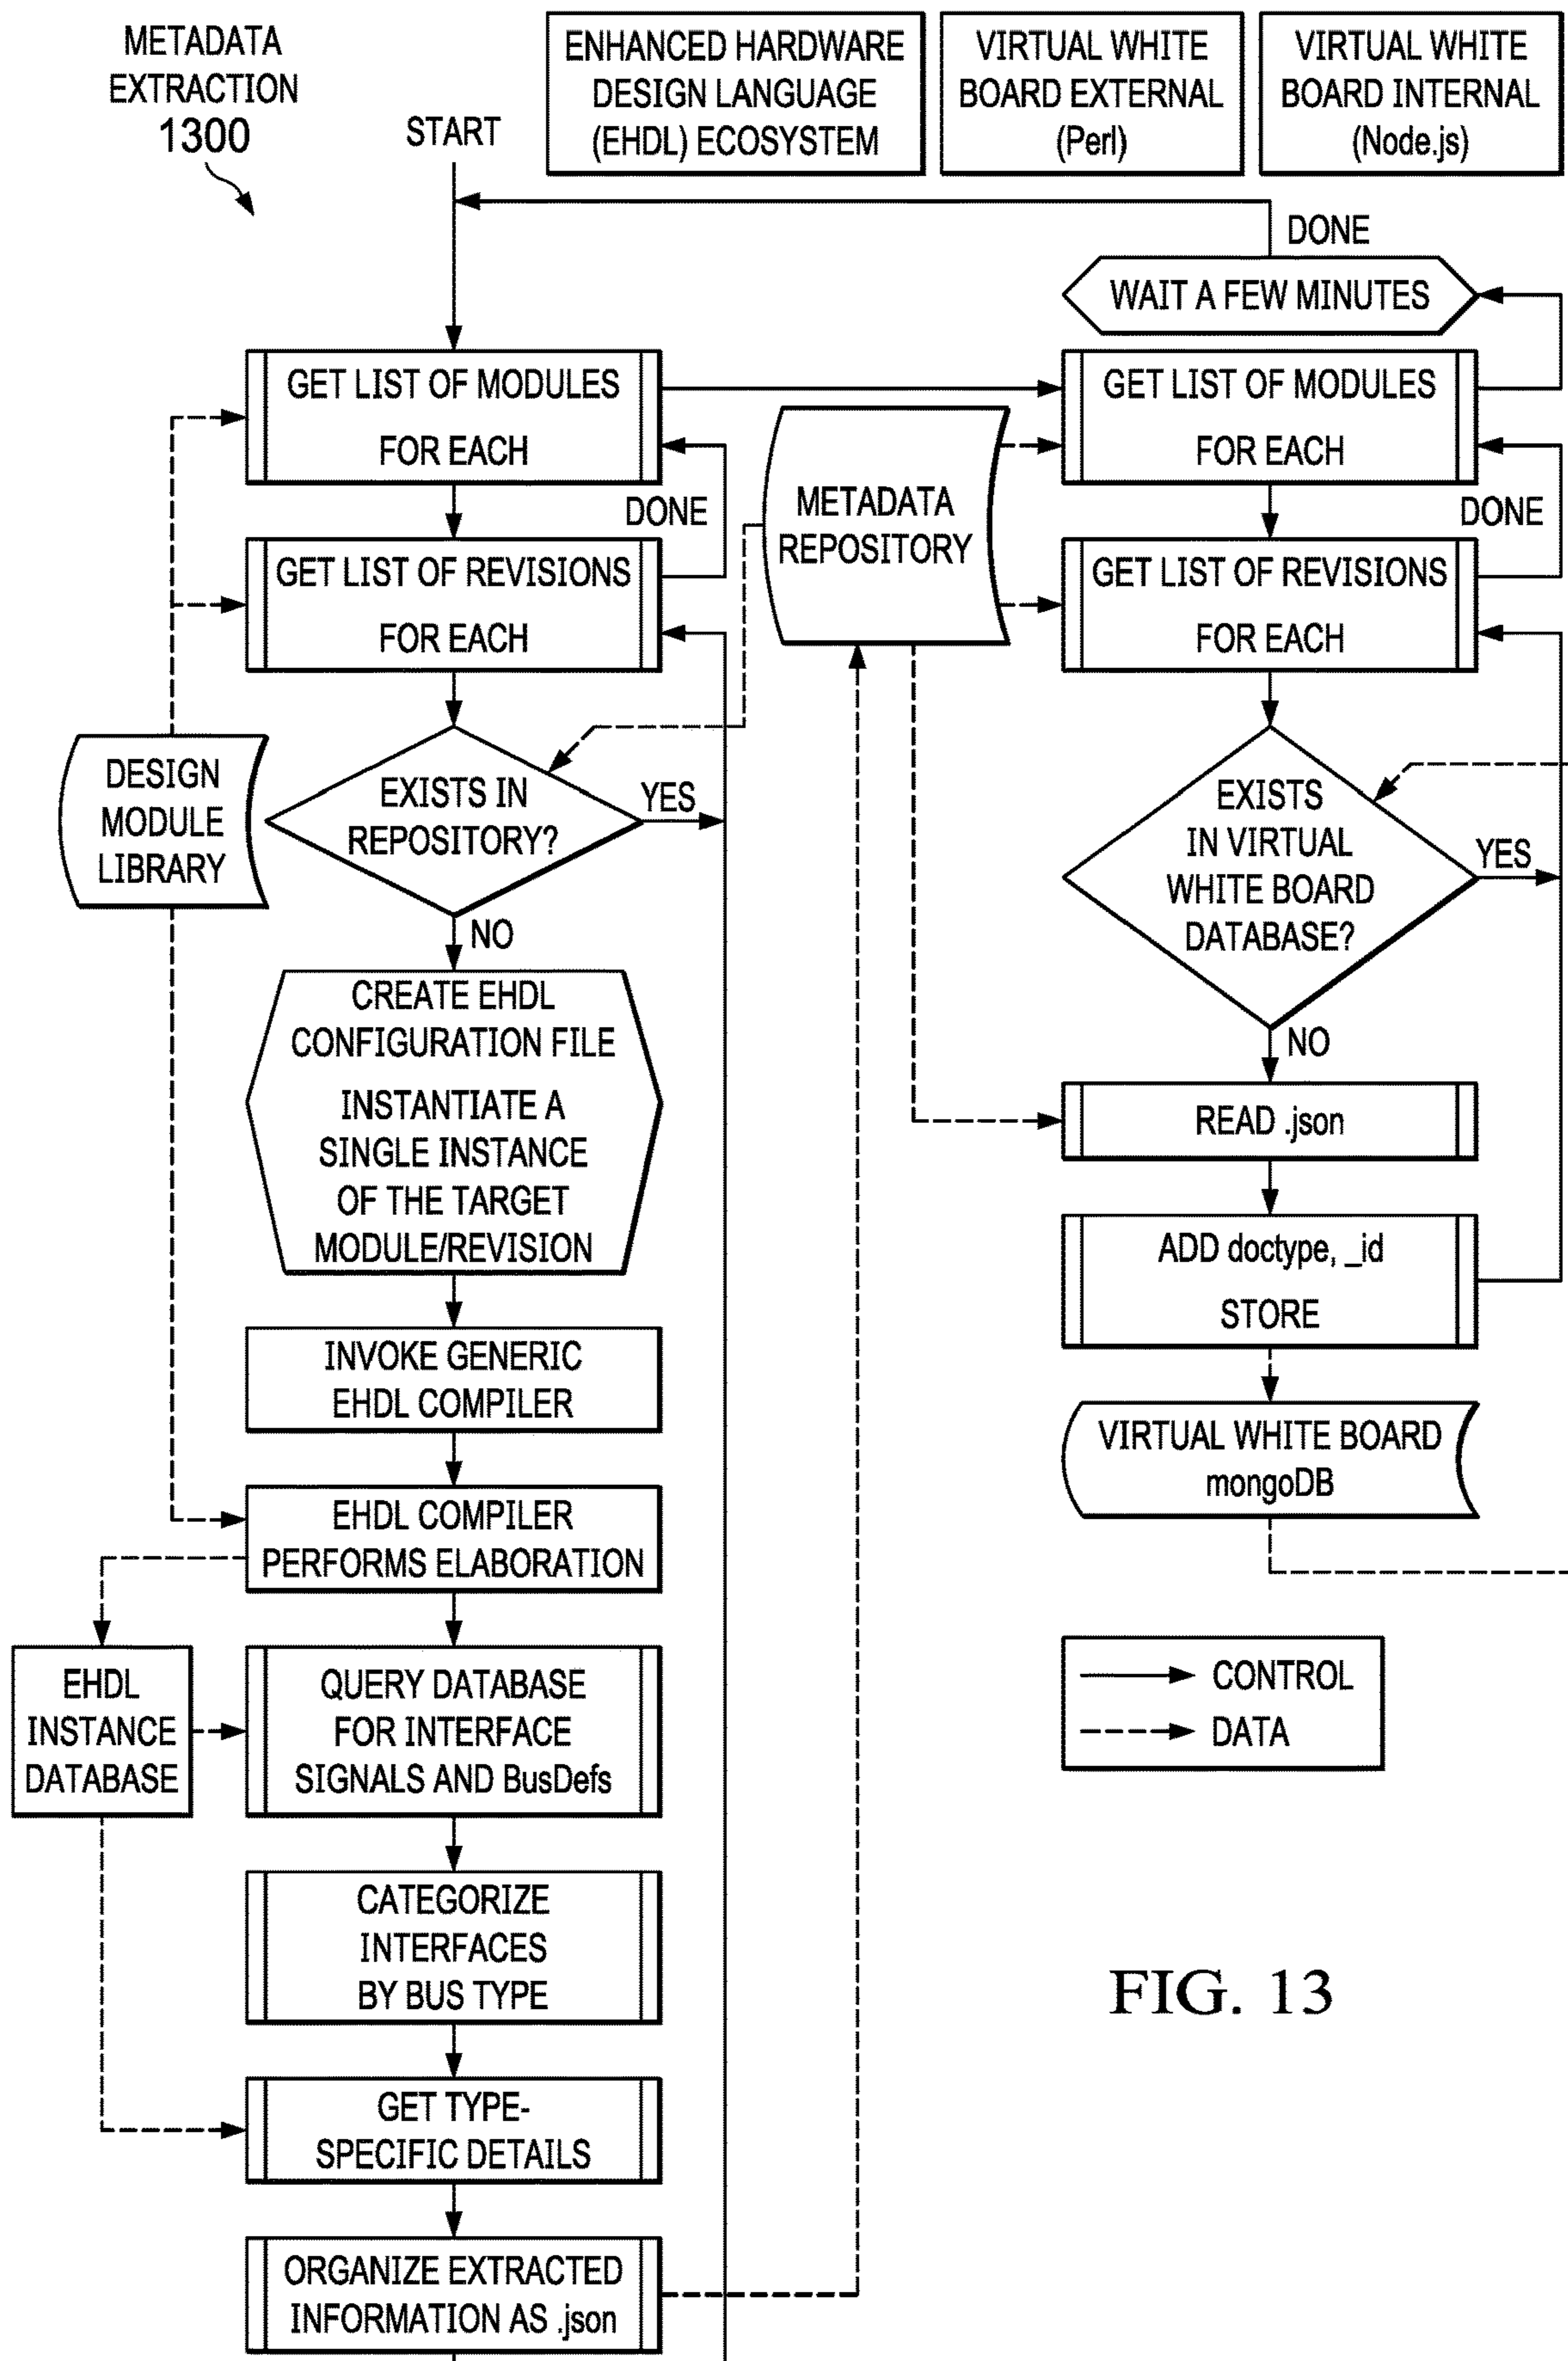 METADATA
EXTRACTION
1300
START
ENHANCED HARDWARE
DESIGN LANGUAGE
(EHDL) ECOSYSTEM
VIRTUAL WHITE
BOARD EXTERNAL
(Perl)
VIRTUAL WHITE
BOARD INTERNAL
(Node.js)
DONE
WAIT A FEW MINUTES
GET LIST OF MODULES
FOR EACH
DONE
GET LIST OF REVISIONS
FOR EACH
METADATA
REPOSITORY
GET LIST OF MODULES
FOR EACH
DONE
GET LIST OF REVISIONS
FOR EACH
DESIGN
MODULE
LIBRARY
EXISTS IN
REPOSITORY?
YES
NO
EXISTS
IN VIRTUAL
WHITE BOARD
DATABASE?
YES
NO
CREATE EHDL
CONFIGURATION FILE
INSTANTIATE A
SINGLE INSTANCE
OF THE TARGET
MODULE/REVISION
READ .json
ADD doctype, _id
STORE
INVOKE GENERIC
EHDL COMPILER
VIRTUAL WHITE BOARD
mongoDB
EHDL COMPILER
PERFORMS ELABORATION
EHDL
INSTANCE
DATABASE
QUERY DATABASE
FOR INTERFACE
SIGNALS AND BusDefs
CONTROL
DATA
CATEGORIZE
INTERFACES
BY BUS TYPE
GET TYPE-
SPECIFIC DETAILS
ORGANIZE EXTRACTED
INFORMATION AS .json
FIG. 13